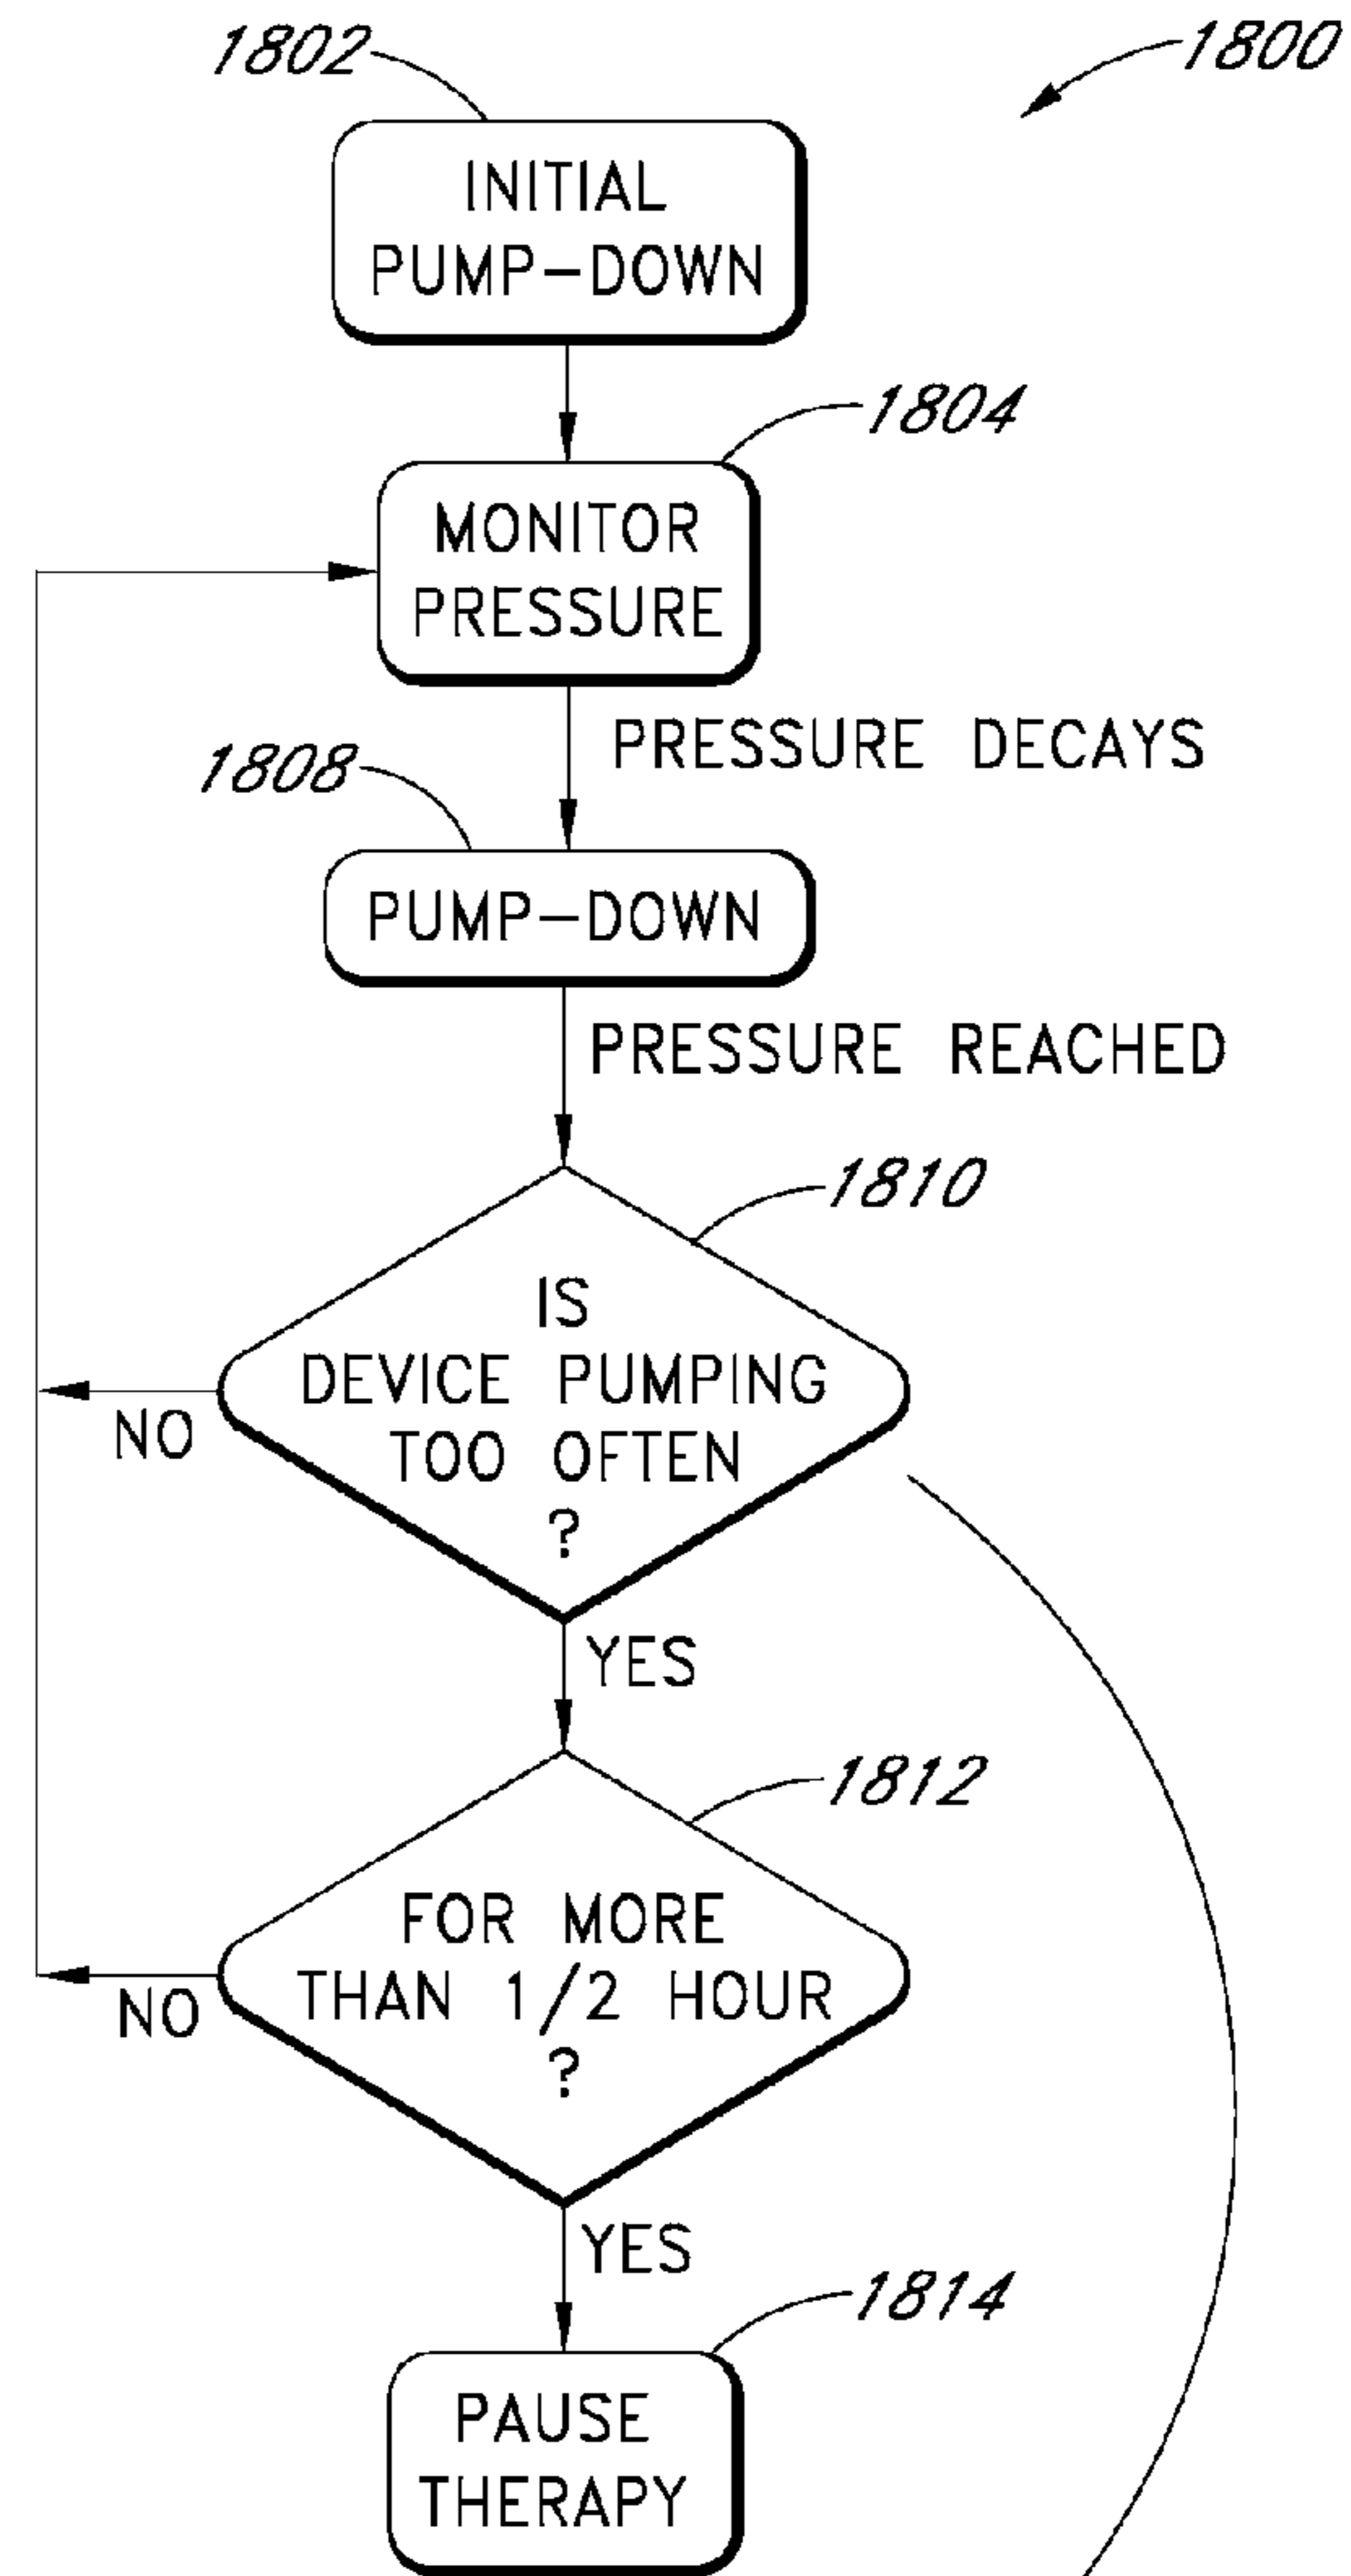 1802
1800
INITIAL
PUMP-DOWN
1804
MONITOR
PRESSURE
PRESSURE DECAYS
1808
PUMP-DOWN
PRESSURE REACHED
1810
IS
DEVICE PUMPING
TOO OFTEN
?
NO
YES
1812
FOR MORE
THAN 1/2 HOUR
?
NO
YES
1814
PAUSE
THERAPY